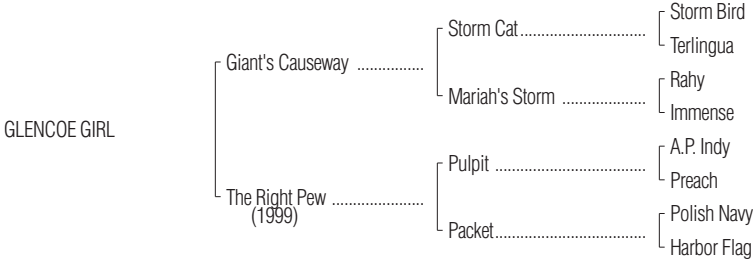 Storm Bird
Storm Cat
Terlingua
Giant's Causeway
Rahy
Mariah's Storm
Immense
GLENCOE GIRL
A.P. Indy
Pulpit
Preach
The Right Pew
(1999)
Polish Navy
Packet
Harbor Flag